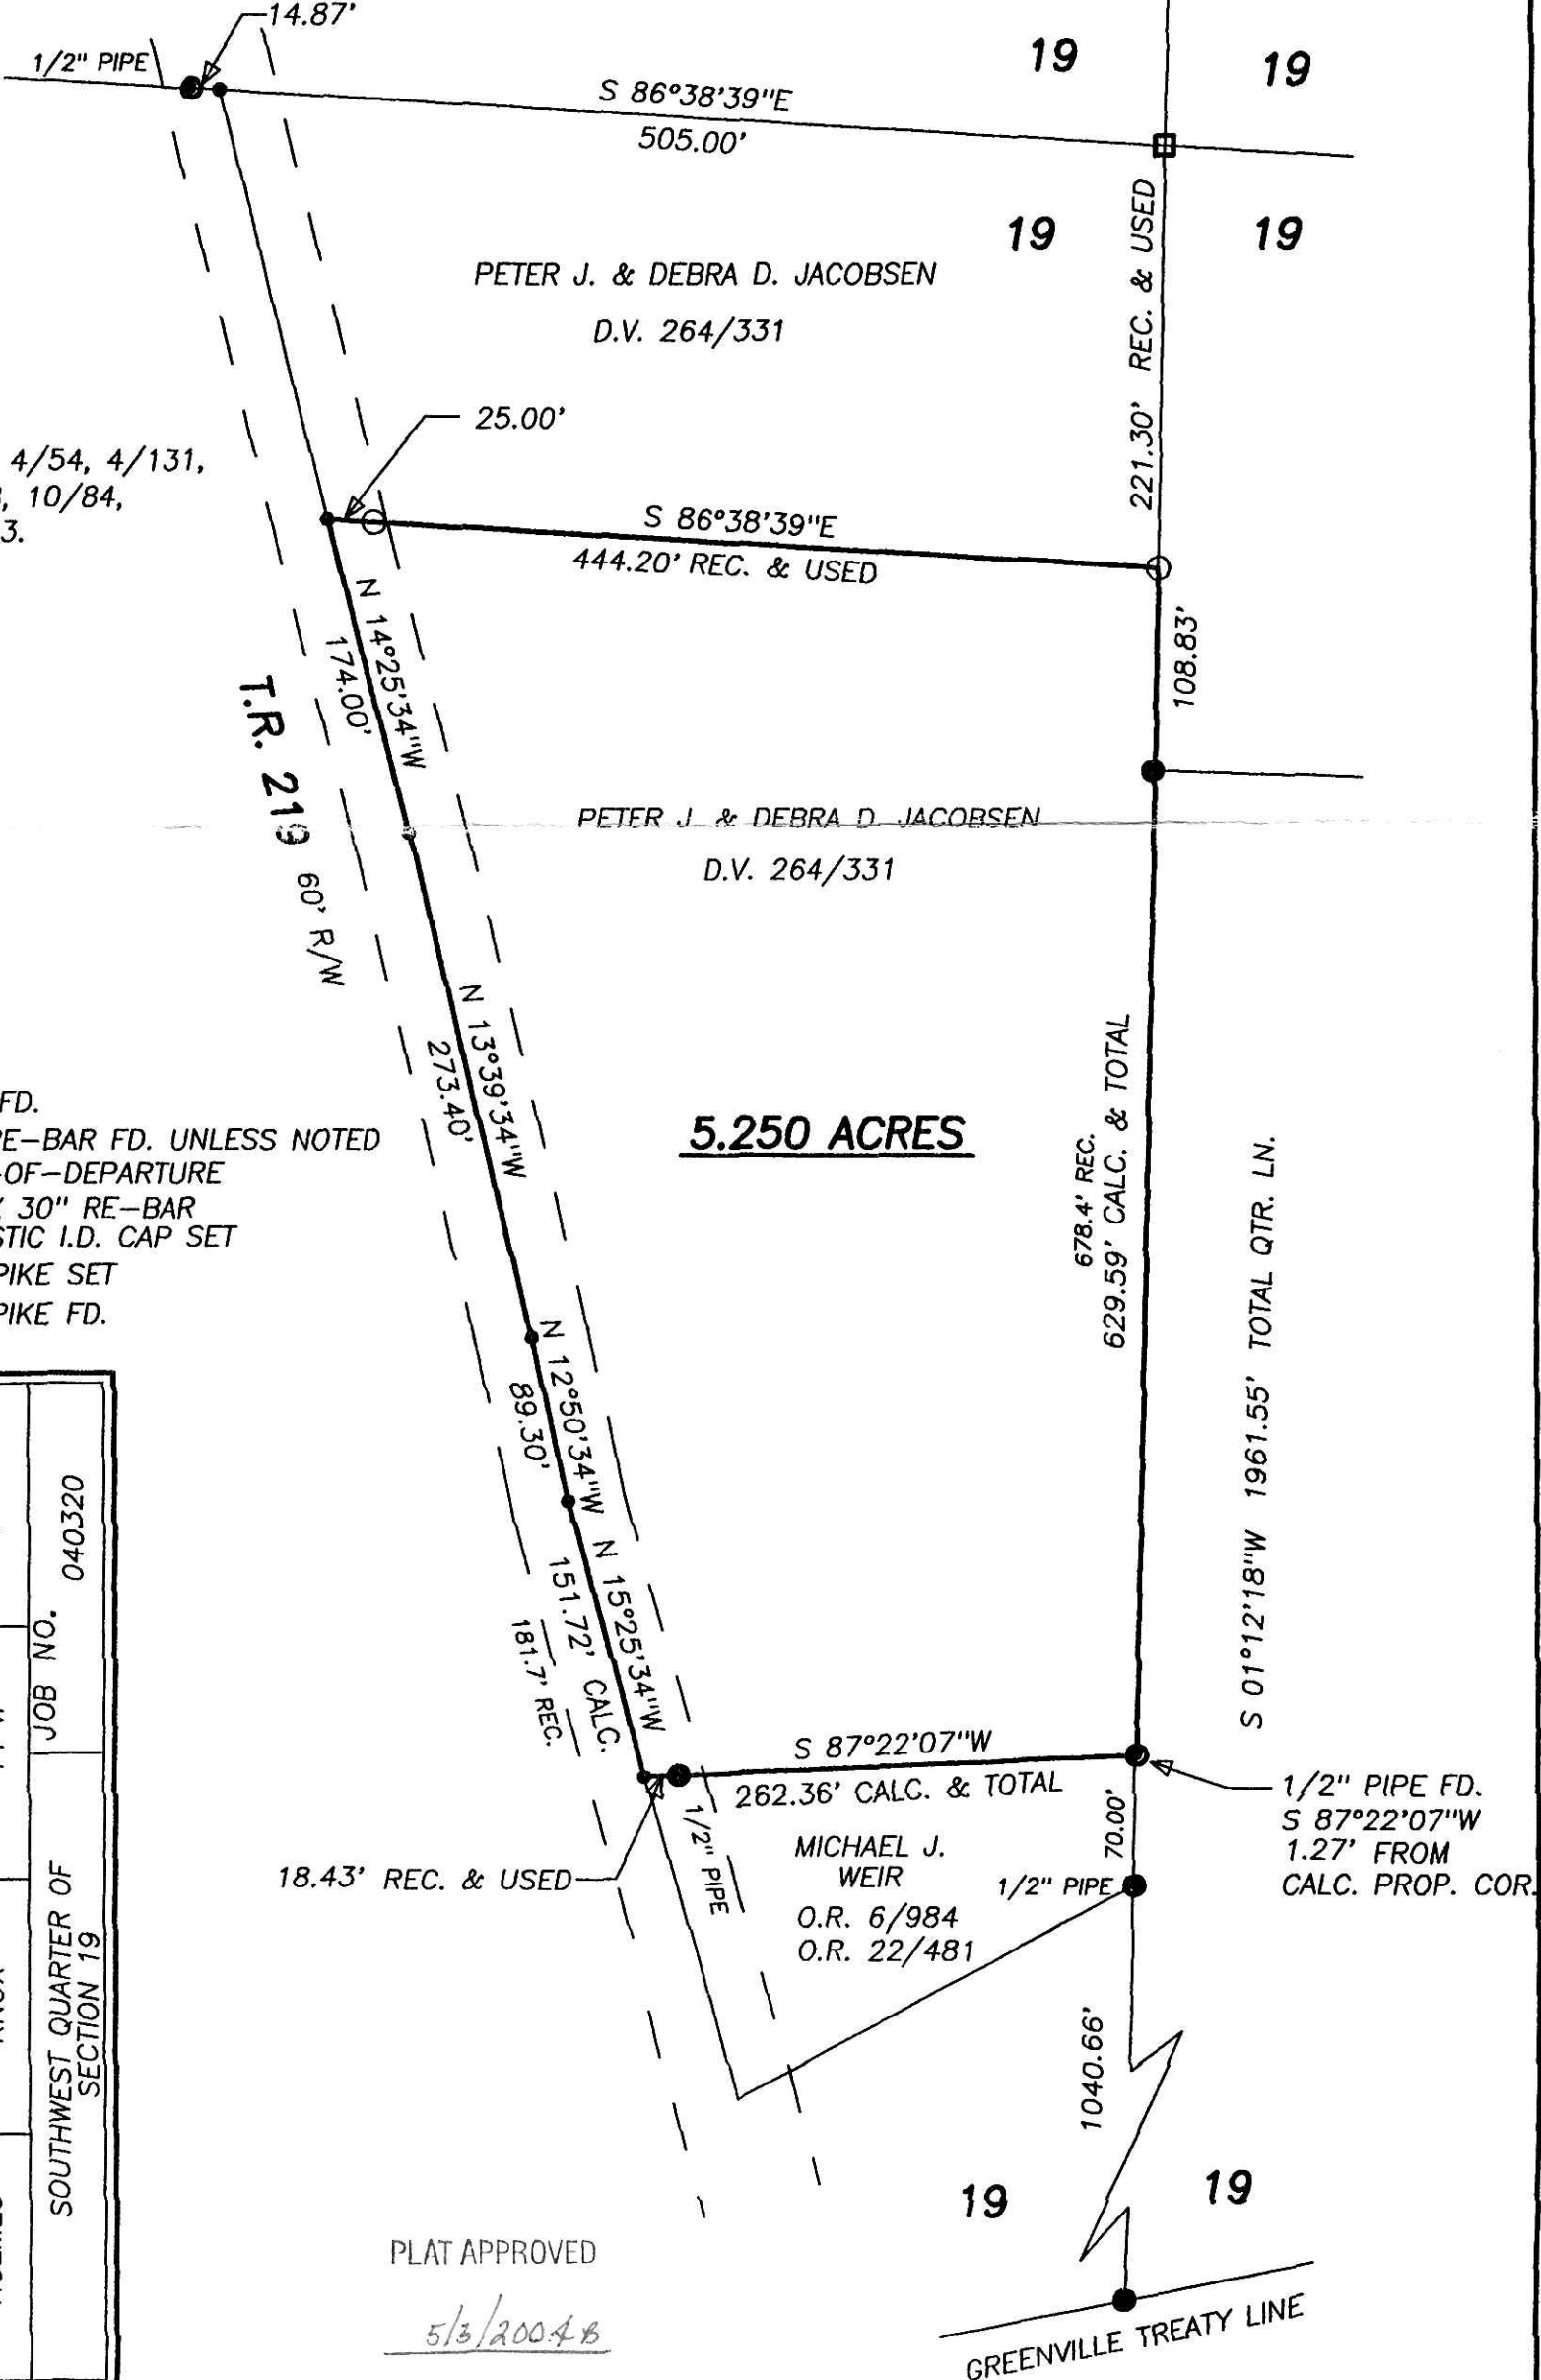 14.87'
1/2" PIPE
S 86°38'39"E
505.00'
19
19
19
19
221.30' REC. & USED
PETER J. & DEBRA D. JACOBSEN
D.V. 264/331
25.00'
4/54, 4/131,
, 10/84,
3.
S 86°38'39"E
444.20' REC. & USED
N 14°25'34"W
174.00'
108.83'
T.R. 219 60' R/W
PETER J. & DEBRA D. JACOBSEN
D.V. 264/331
N 13°39'34"W
273.40'
5.250 ACRES
678.4' REC.
629.59' CALC. & TOTAL
S 01°12'18"W 1961.55' TOTAL QTR. LN.
FD.
RE-BAR FD. UNLESS NOTED
-OF-DEPARTURE
X 30" RE-BAR
STIC I.D. CAP SET
PIKE SET
PIKE FD.
N 12°50'34"W
89.30'
N 15°25'34"W
151.72' CALC.
181.7' REC.
JOB NO. 040320
SOUTHWEST QUARTER OF
SECTION 19
S 87°22'07"W
262.36' CALC. & TOTAL
1/2" PIPE
18.43' REC. & USED
MICHAEL J.
WEIR
O.R. 6/984
O.R. 22/481
70.00'
1/2" PIPE
1/2" PIPE FD.
S 87°22'07"W
1.27' FROM
CALC. PROP. COR.
1040.66'
19
19
PLAT APPROVED
5/3/2004
GREENVILLE TREATY LINE